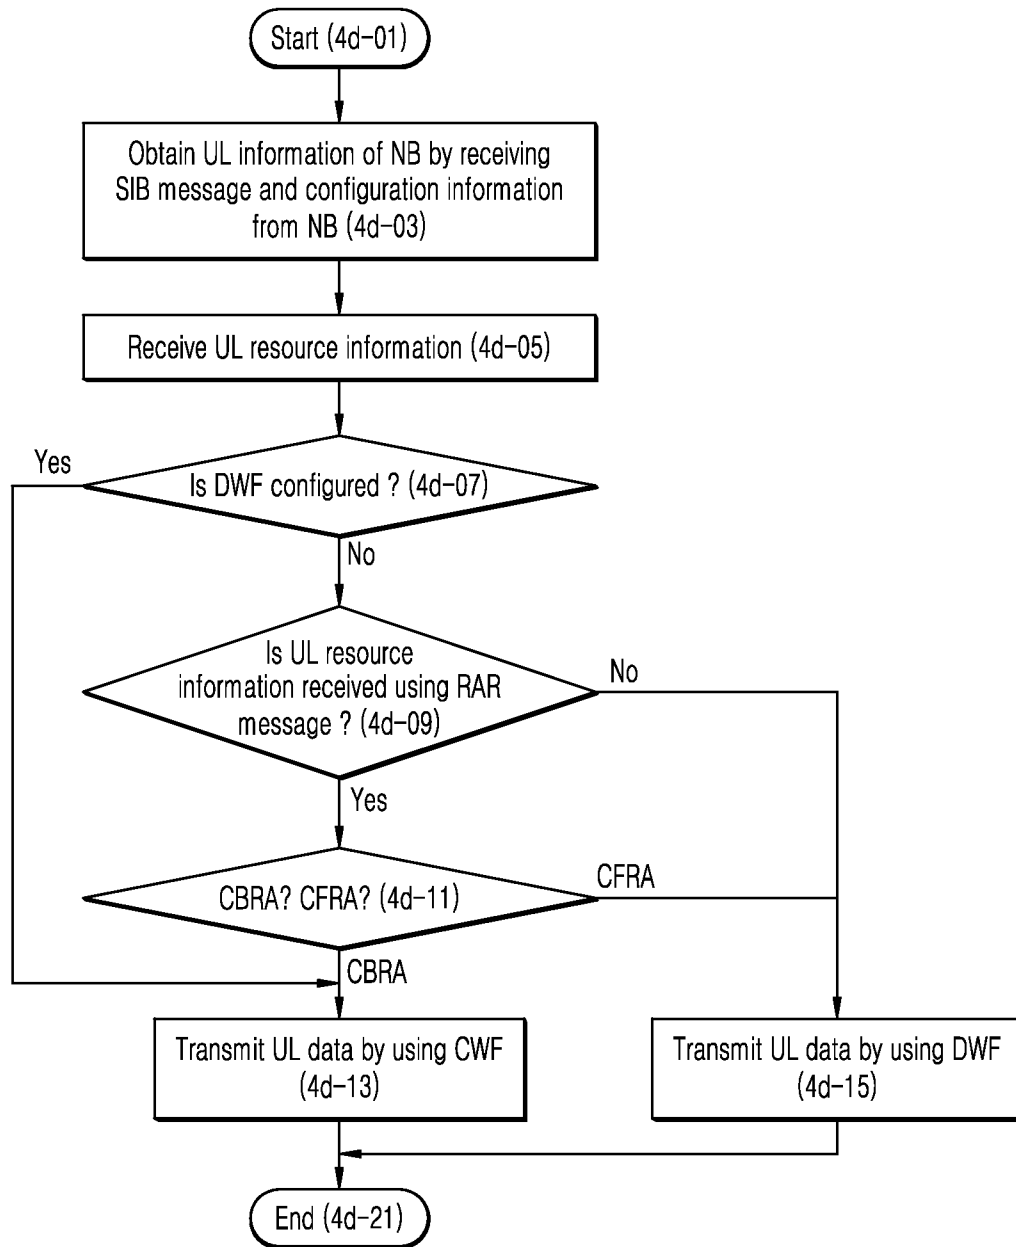 Start (4d-01)
Obtain UL information of NB by receiving
SIB message and configuration information
from NB (4d-03)
Receive UL resource information (4d-05)
Yes
Is DWF configured ? (4d-07)
No
Is UL resource
information received using RAR
message ? (4d-09)
No
Yes
CBRA? CFRA? (4d-11)
CFRA
CBRA
Transmit UL data by using CWF
(4d-13)
Transmit UL data by using DWF
(4d-15)
End (4d-21)